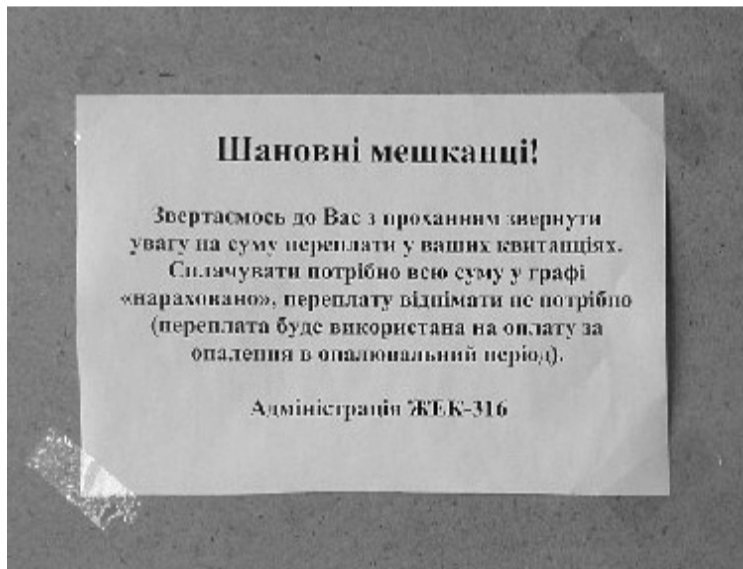 Шановні мешканці!
Звертаємось до Вас з проханням звернути
увагу на суму переплати у ваших квитанціях.
Сплачувати потрібно всю суму у графі
«нараховано», переплату віднімати не потрібно
(переплата буде використана на оплату за
опалення в опалювальний період).
Адміністрація ЖЕК-316